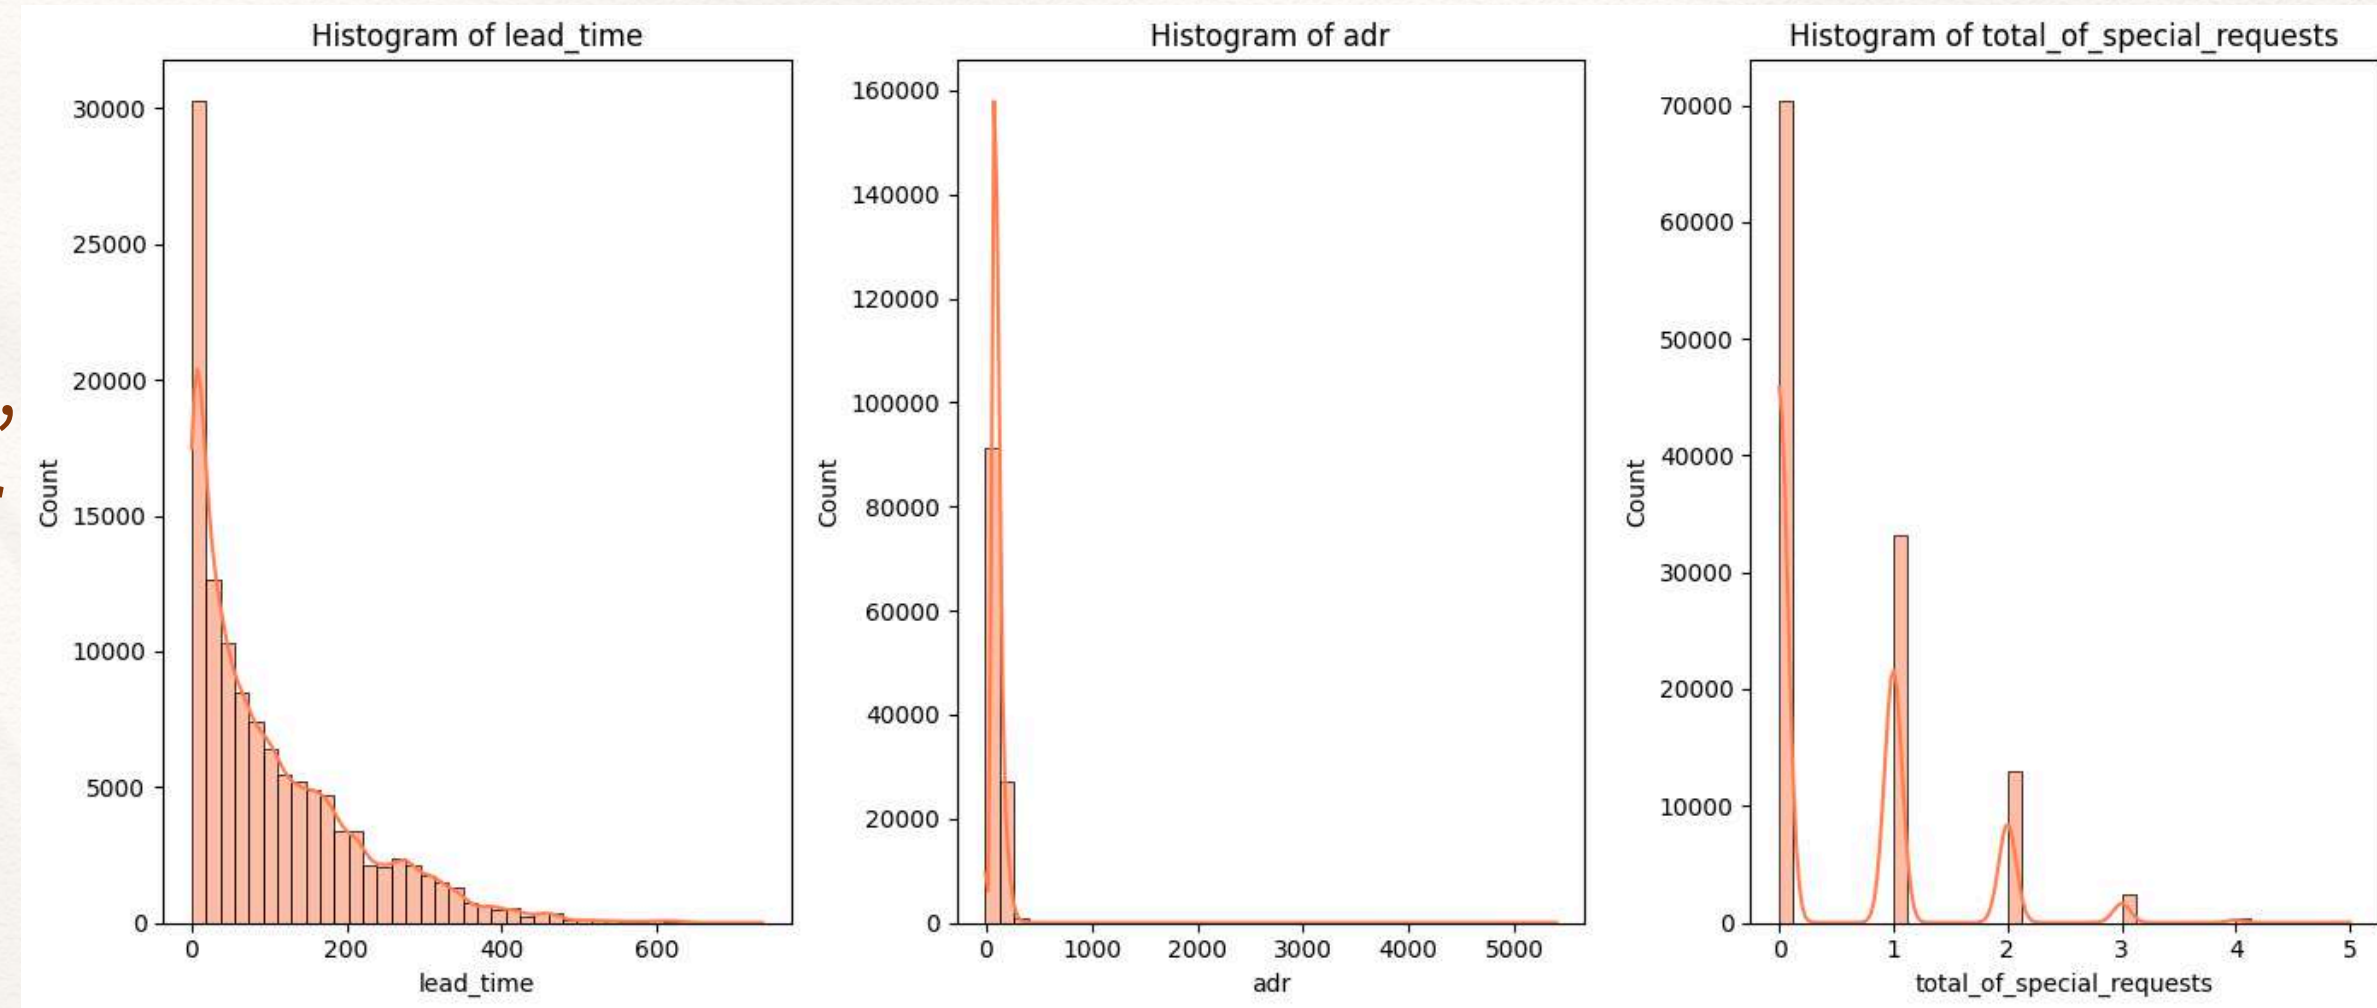 Histogram of lead_time
30000
25000
20000
15000
10000
5000
0
Count
0 200 400 600
lead_time
Histogram of adr
160000
140000
120000
100000
80000
60000
40000
20000
0
Count
0 1000 2000 3000 4000 5000
adr
Histogram of total_of_special_requests
70000
60000
50000
40000
30000
20000
10000
0
Count
0 1 2 3 4 5
total_of_special_requests